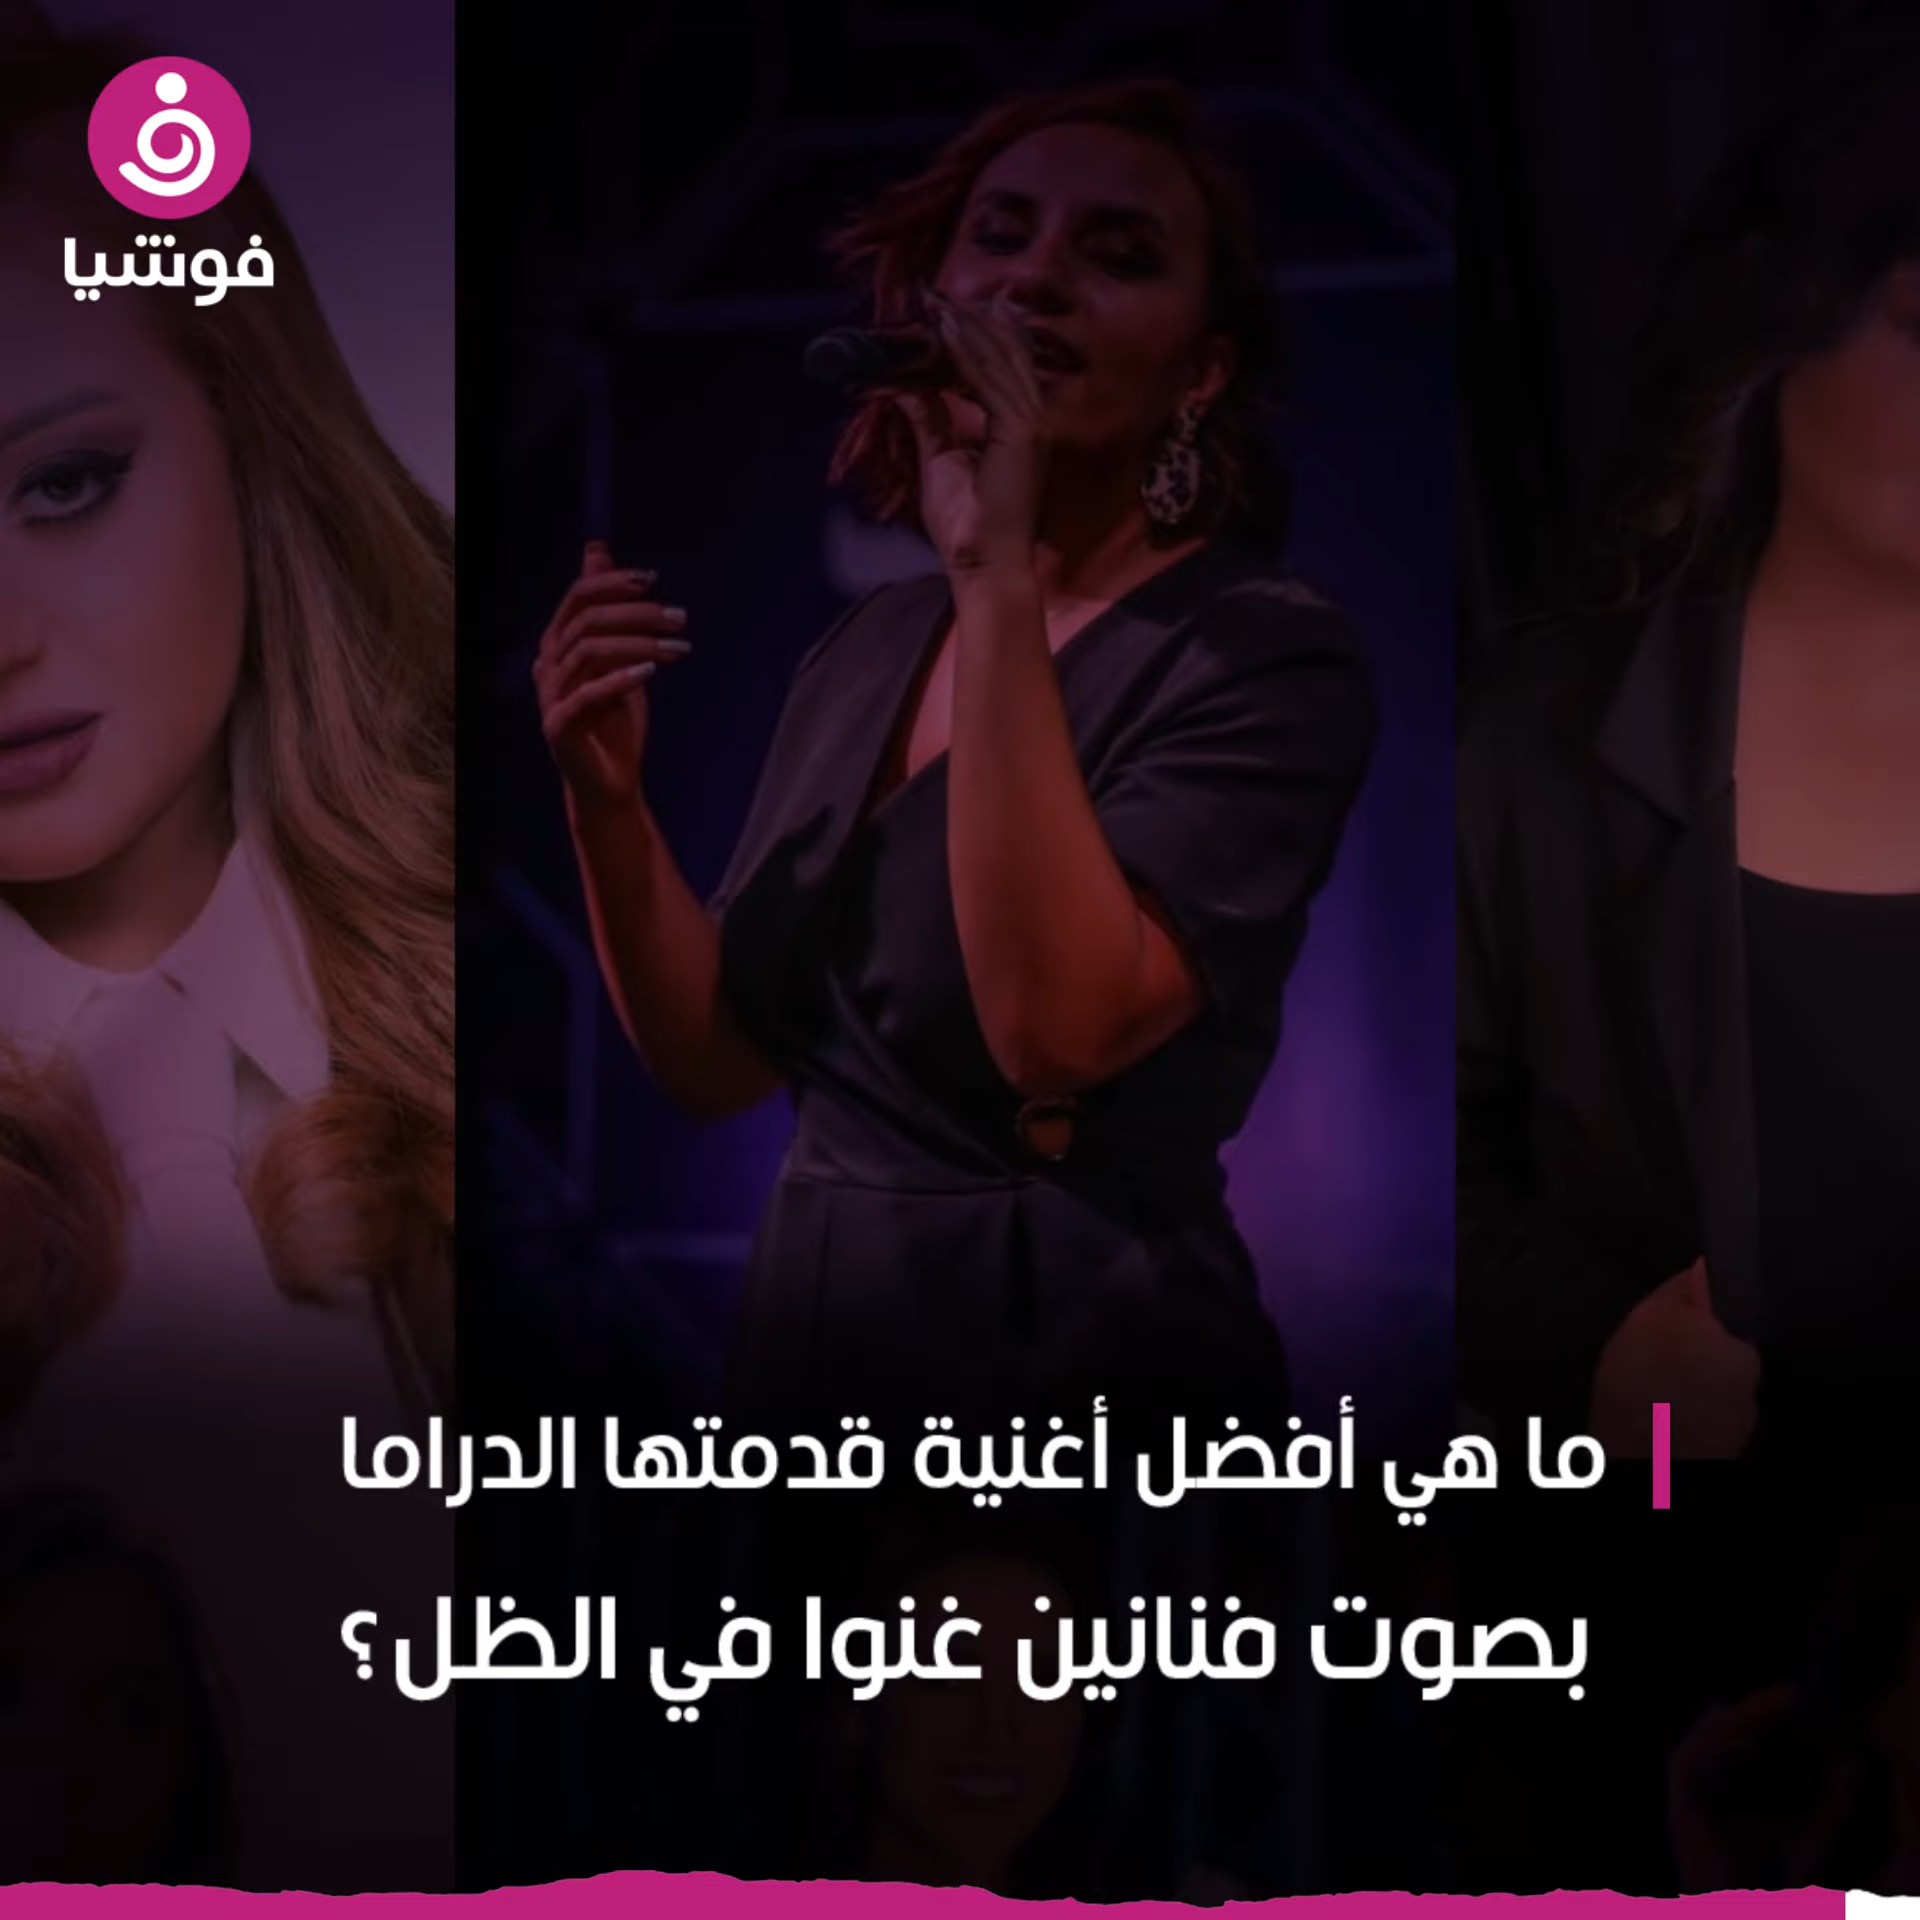 فوشيا
ما هي أفضل أغنية قدمتها الدراما
بصوت فنانين غنوا في الظل؟